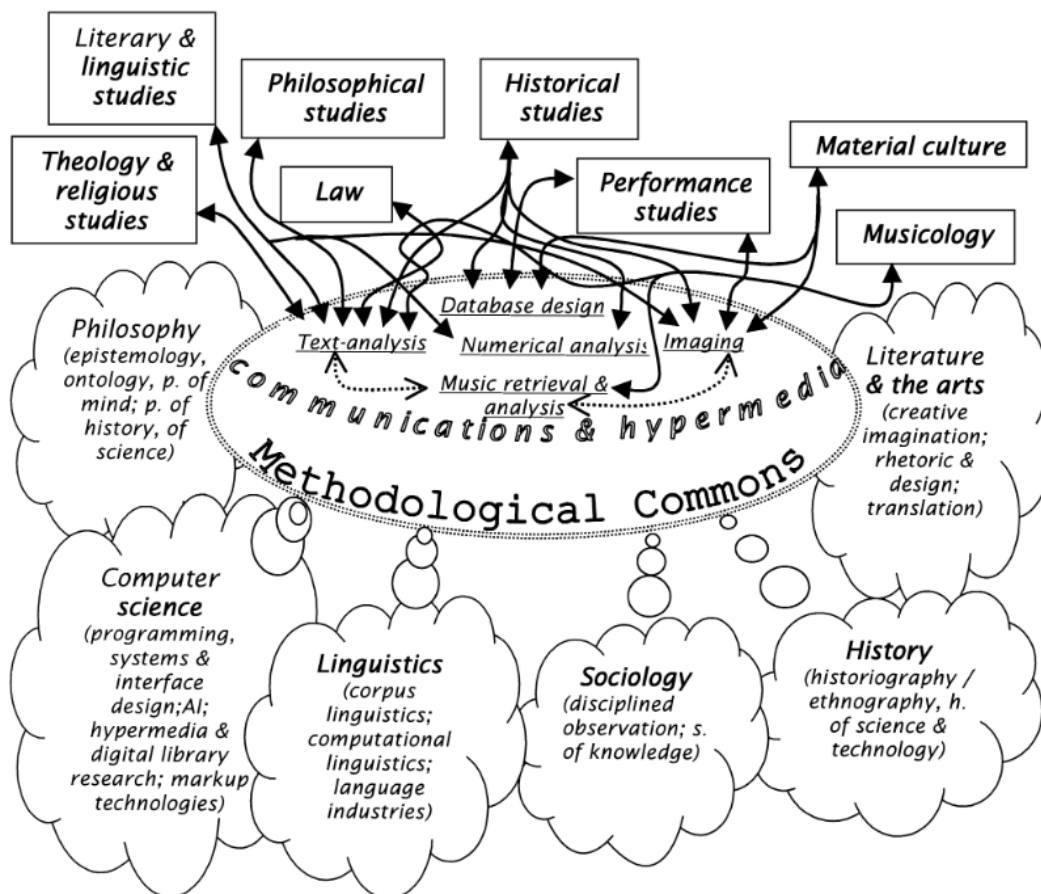 Literary &
linguistic
studies
Philosophical
studies
Historical
studies
Material culture
Theology &
religious
studies
Law
Performance
studies
Musicology
Database design
Text-analysis
Numerical analysis
Imaging
Music retrieval &
analysis
communications & hypermedia
Methodological Commons
Philosophy
(epistemology,
ontology, p. of
mind; p. of
history, of
science)
Literature
& the arts
(creative
imagination;
rhetoric &
design;
translation)
Computer
science
(programming,
systems &
interface
design;AI;
hypermedia &
digital library
research; markup
technologies)
Linguistics
(corpus
linguistics;
computational
linguistics;
language
industries)
Sociology
(disciplined
observation; s.
of knowledge)
History
(historiography /
ethnography, h.
of science &
technology)